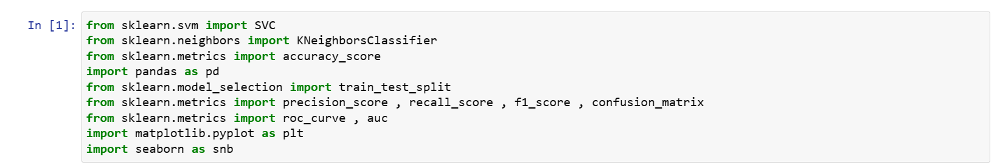 In [1]: from sklearn.svm import SVC
from sklearn.neighbors import KNeighborsClassifier
from sklearn.metrics import accuracy_score
import pandas as pd
from sklearn.model_selection import train_test_split
from sklearn.metrics import precision_score , recall_score , f1_score , confusion_matrix
from sklearn.metrics import roc_curve , auc
import matplotlib.pyplot as plt
import seaborn as snb